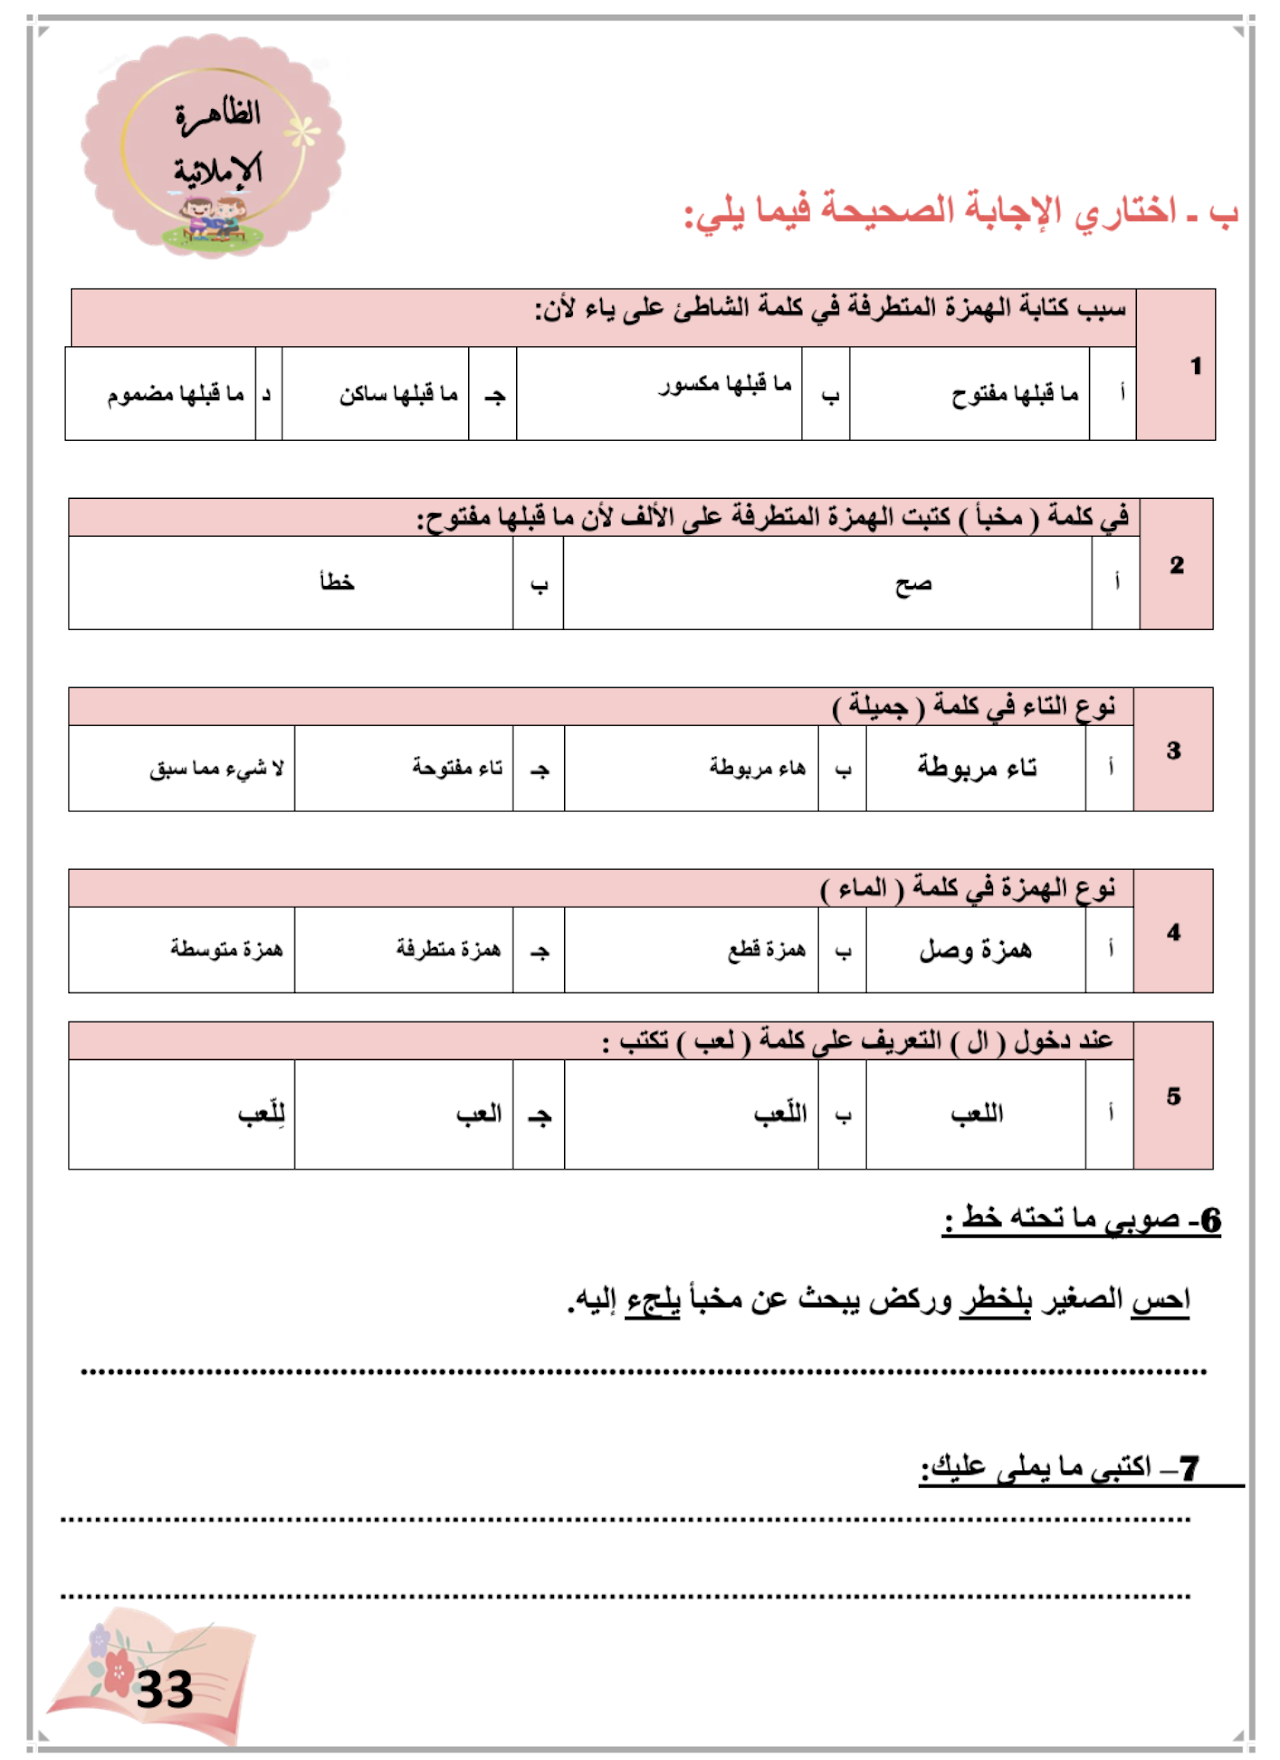 الظاهرة
الإملائية
ب - اختاري الإجابة الصحيحة فيما يلي:
1
سبب كتابة الهمزة المتطرفة في كلمة الشاطئ على ياء لأن:
أ ما قبلها مفتوح ب ما قبلها مكسور جـ ما قبلها ساكن د ما قبلها مضموم
2
في كلمة ( مخبأ ) كتبت الهمزة المتطرفة على الألف لأن ما قبلها مفتوح:
أ صح ب خطأ
3
نوع التاء في كلمة ( جميلة )
أ تاء مربوطة ب هاء مربوطة جـ تاء مفتوحة لا شيء مما سبق
4
نوع الهمزة في كلمة ( الماء )
أ همزة وصل ب همزة قطع جـ همزة متطرفة همزة متوسطة
5
عند دخول ( ال ) التعريف على كلمة ( لعب ) تكتب :
أ اللعب ب اللّعب جـ العب لِلّعب
6- صوبي ما تحته خط :
احس الصغير بلخطر وركض يبحث عن مخبأ يلجء إليه.
7– اكتبي ما يملى عليك:
33